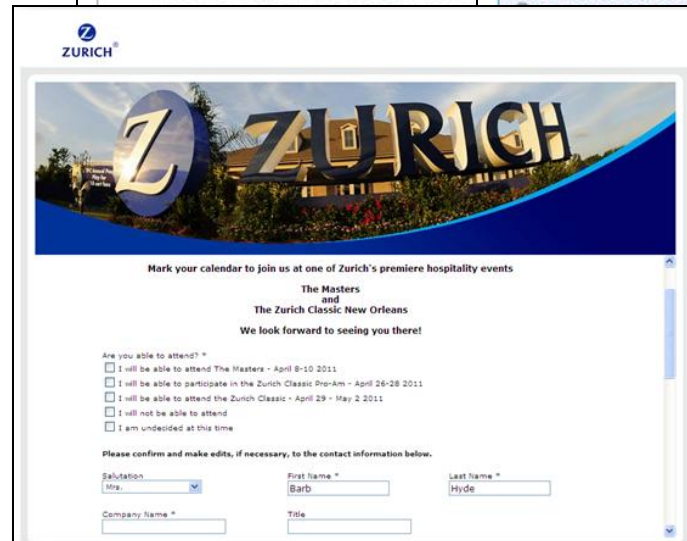 ZURICH®
Z ZURICH
Mark your calendar to join us at one of Zurich's premiere hospitality events
The Masters
and
The Zurich Classic New Orleans
We look forward to seeing you there!
Are you able to attend? *
I will be able to attend The Masters - April 8-10 2011
I will be able to participate in the Zurich Classic Pro-Am - April 26-28 2011
I will be able to attend the Zurich Classic - April 29 - May 2 2011
I will not be able to attend
I am undecided at this time
Please confirm and make edits, if necessary, to the contact information below.
Salutation First Name * Last Name *
Mrs. Barb Hyde
Company Name * Title